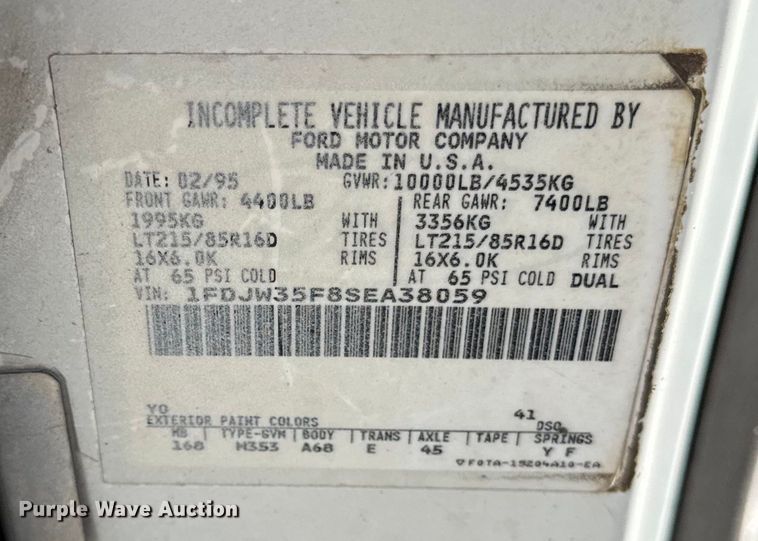 INCOMPLETE VEHICLE MANUFACTURED BY
FORD MOTOR COMPANY
MADE IN U.S.A.
DATE: 02/95 GVWR: 10000LB/4535KG
FRONT GAWR: 4400LB REAR GAWR: 7400LB
1995KG WITH 3356KG WITH
LT215/85R16D TIRES LT215/85R16D TIRES
16X6.0K RIMS 16X6.0K RIMS
AT 65 PSI COLD AT 65 PSI COLD DUAL
VIN: 1FDJW35F8SEA38059
YO 41
EXTERIOR PAINT COLORS DSO
WB TYPE-GVM BODY TRANS AXLE TAPE SPRINGS
168 M353 A68 E 45 Y F
▽F0TA-15204A10-EA
Purple Wave Auction